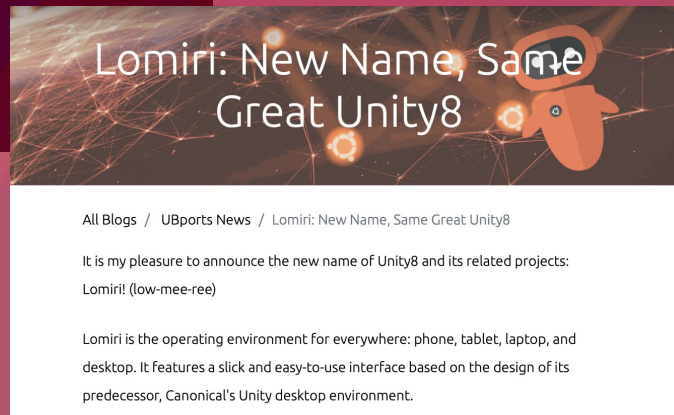 Lomiri: New Name, Same
Great Unity8
All Blogs / UBports News / Lomiri: New Name, Same Great Unity8
It is my pleasure to announce the new name of Unity8 and its related projects:
Lomiri! (low-mee-ree)
Lomiri is the operating environment for everywhere: phone, tablet, laptop, and
desktop. It features a slick and easy-to-use interface based on the design of its
predecessor, Canonical's Unity desktop environment.